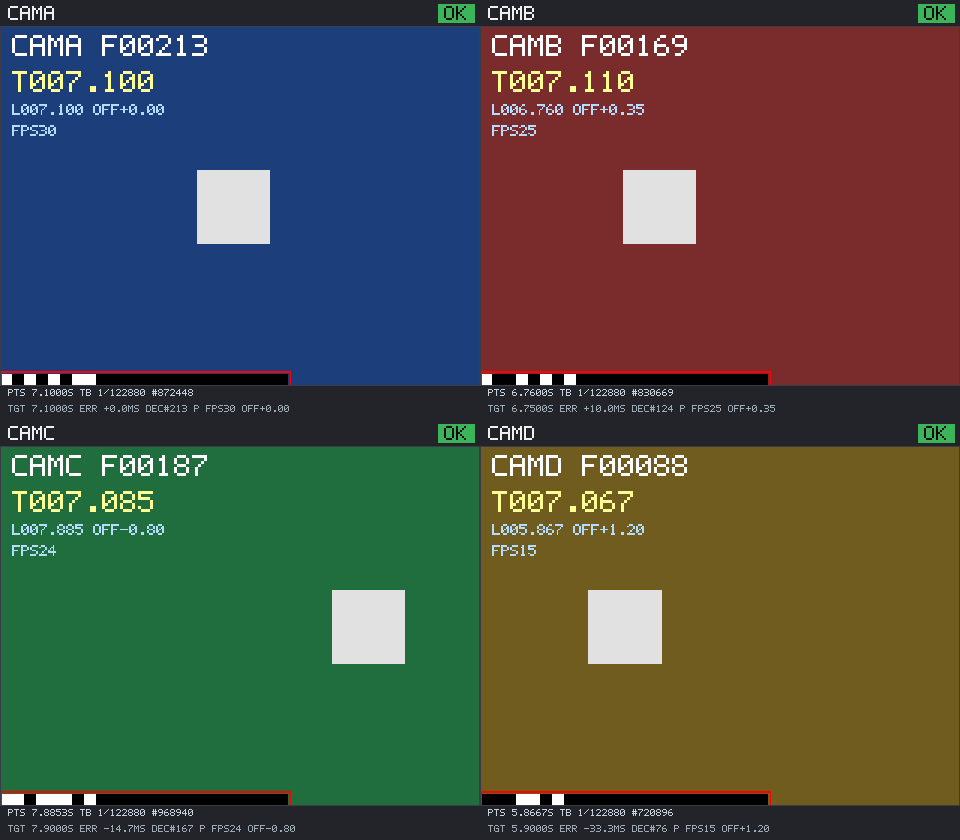 CAMA OK
CAMA F00213
T007.100
L007.100 OFF+0.00
FPS30
PTS 7.1000S TB 1/122880 #872448
TGT 7.1000S ERR +0.0MS DEC#213 P FPS30 OFF+0.00
CAMB OK
CAMB F00169
T007.110
L006.760 OFF+0.35
FPS25
PTS 6.7600S TB 1/122880 #830669
TGT 6.7500S ERR +10.0MS DEC#124 P FPS25 OFF+0.35
CAMC OK
CAMC F00187
T007.085
L007.885 OFF-0.80
FPS24
PTS 7.8853S TB 1/122880 #968940
TGT 7.9000S ERR -14.7MS DEC#167 P FPS24 OFF-0.80
CAMD OK
CAMD F00088
T007.067
L005.867 OFF+1.20
FPS15
PTS 5.8667S TB 1/122880 #720896
TGT 5.9000S ERR -33.3MS DEC#76 P FPS15 OFF+1.20